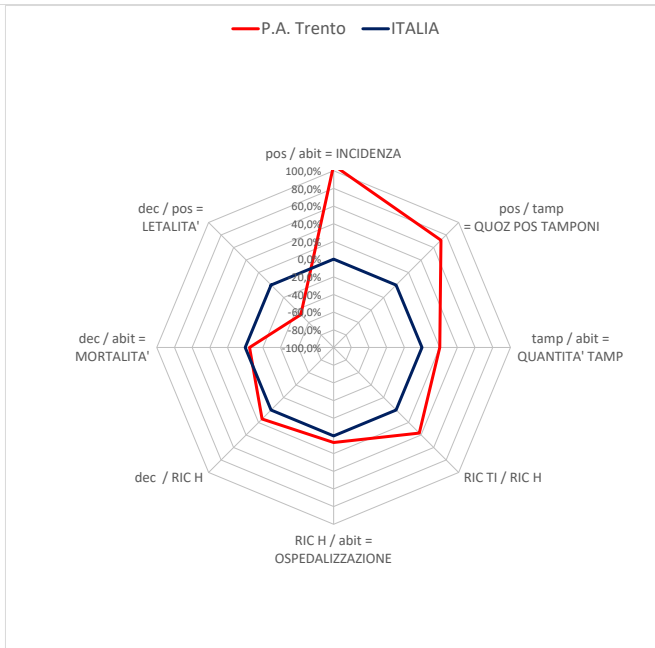 P.A. Trento ITALIA
pos / abit = INCIDENZA
100,0%
80,0%
60,0%
40,0%
20,0%
0,0%
-20,0%
-40,0%
-60,0%
-80,0%
-100,0%
pos / tamp
= QUOZ POS TAMPONI
tamp / abit =
QUANTITA' TAMP
RIC TI / RIC H
RIC H / abit =
OSPEDALIZZAZIONE
dec / RIC H
dec / abit =
MORTALITA'
dec / pos =
LETALITA'